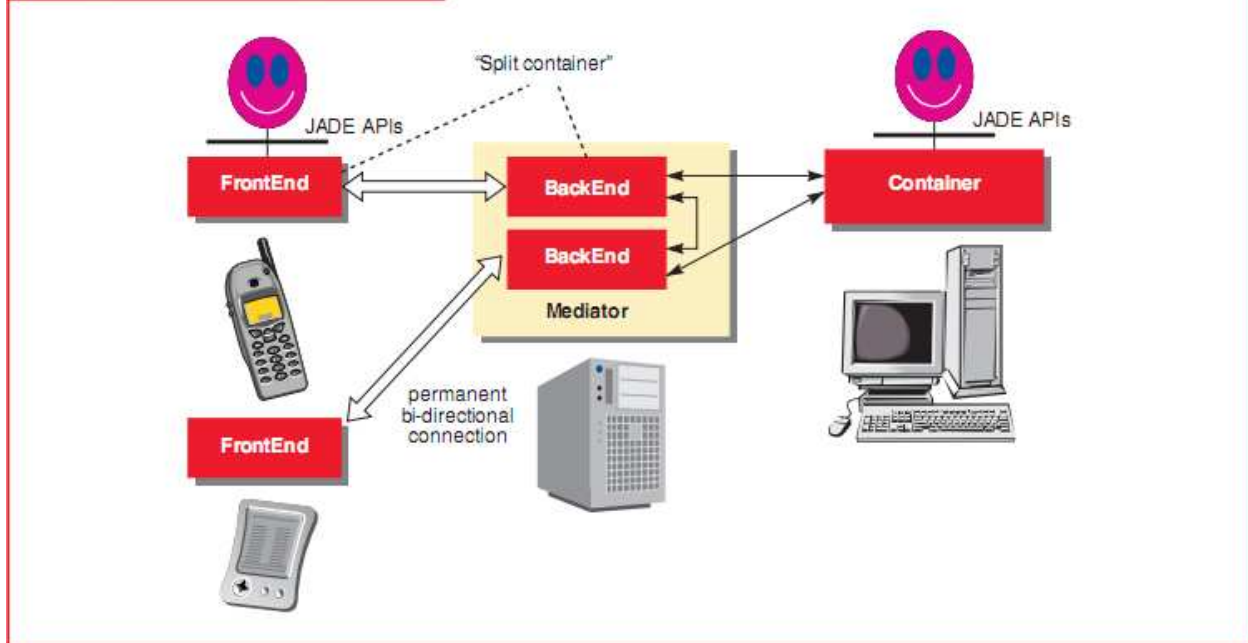 "Split container"
JADE APIs
JADE APIs
FrontEnd
BackEnd
Container
BackEnd
Mediator
permanent
bi-directional
connection
FrontEnd